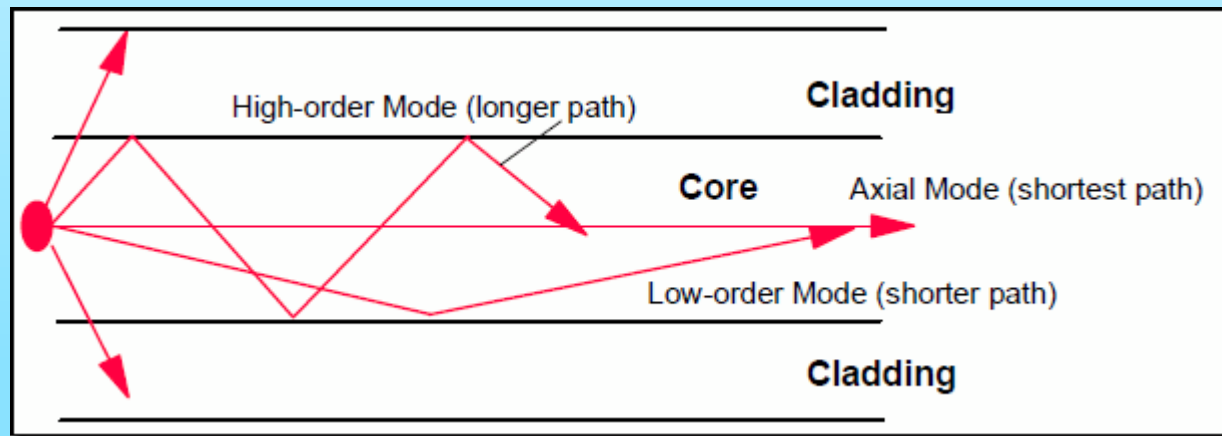 Cladding
High-order Mode (longer path)
Core
Axial Mode (shortest path)
Low-order Mode (shorter path)
Cladding